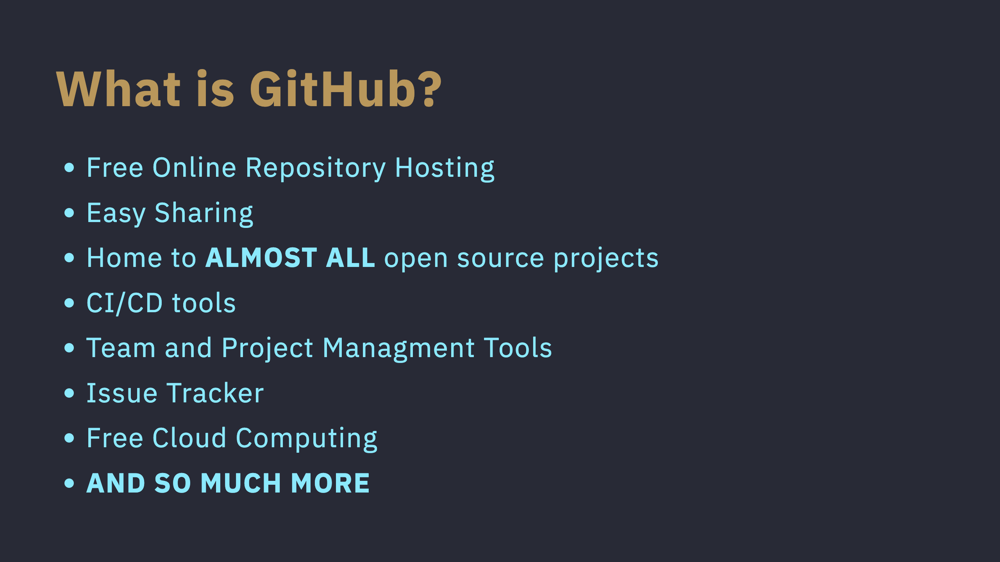 What is GitHub?
• Free Online Repository Hosting
• Easy Sharing
• Home to ALMOST ALL open source projects
• CI/CD tools
• Team and Project Managment Tools
• Issue Tracker
• Free Cloud Computing
• AND SO MUCH MORE